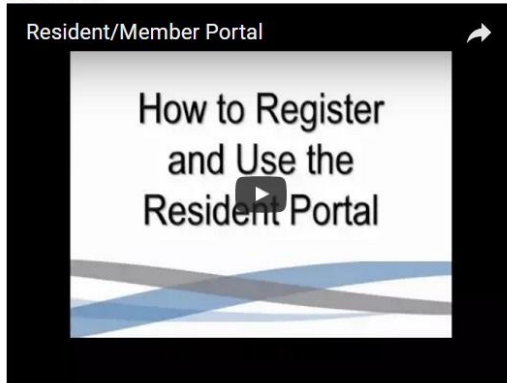 Resident/Member Portal
How to Register
and Use the
Resident Portal